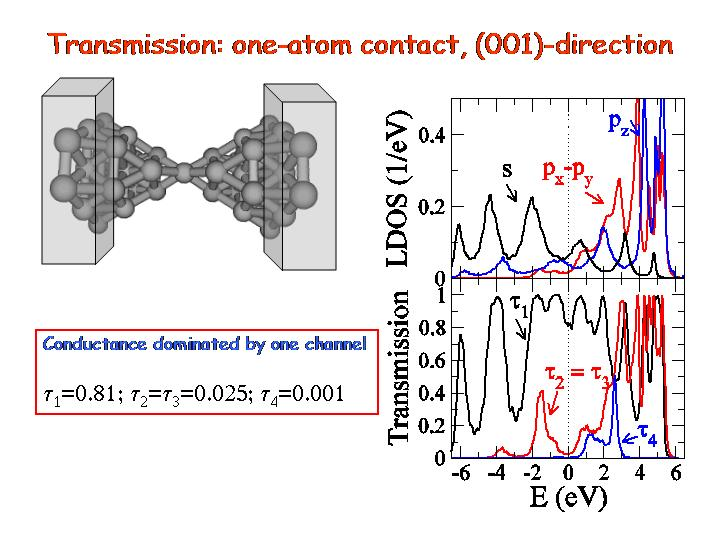 Transmission: one-atom contact, (001)-direction
Conductance dominated by one channel
τ1=0.81; τ2=τ3=0.025; τ4=0.001
LDOS (1/eV)
0.4
0.2
0
s
px-py
pz
Transmission
1
0.8
0.6
0.4
0.2
0
τ1
τ2 = τ3
τ4
-6 -4 -2 0 2 4 6
E (eV)